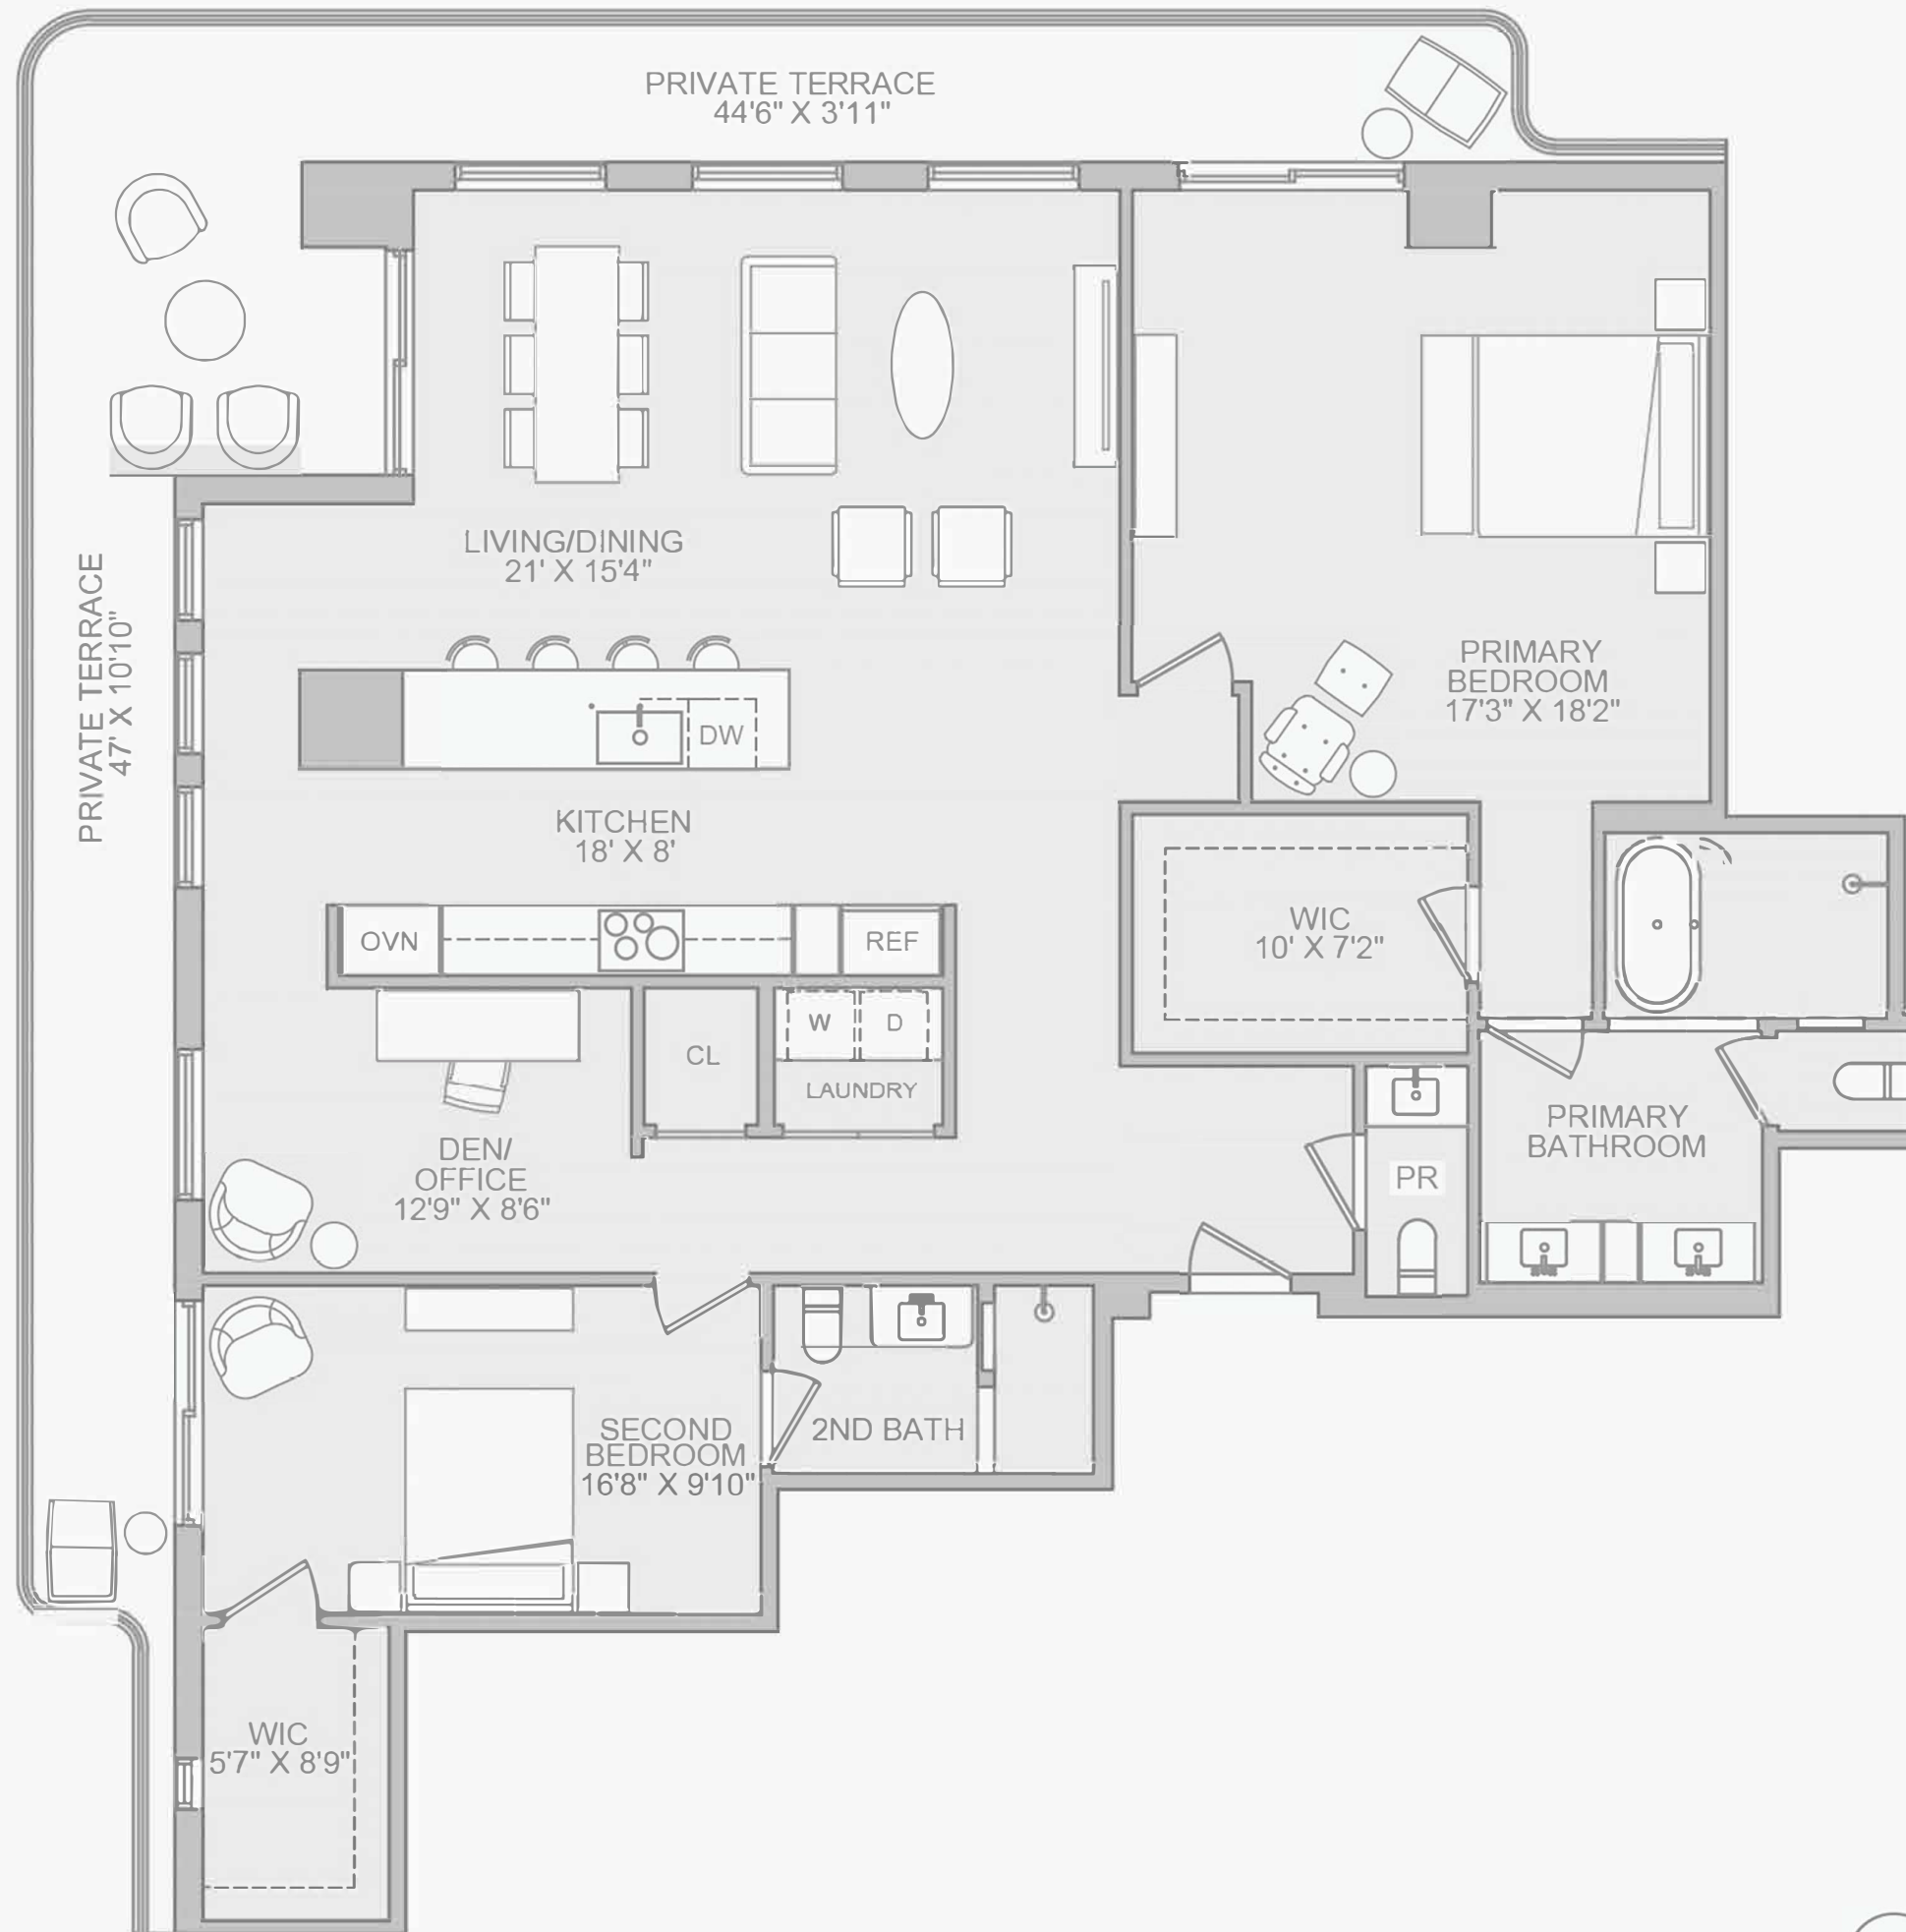 PRIVATE TERRACE
44'6" X 3'11"
PRIVATE TERRACE
47' X 10'10"
LIVING/DINING
21' X 15'4"
PRIMARY
BEDROOM
17'3" X 18'2"
DW
KITCHEN
18' X 8'
OVN
REF
WIC
10' X 7'2"
W
D
CL
LAUNDRY
DEN/
OFFICE
12'9" X 8'6"
PR
PRIMARY
BATHROOM
SECOND
BEDROOM
16'8" X 9'10"
2ND BATH
WIC
5'7" X 8'9"